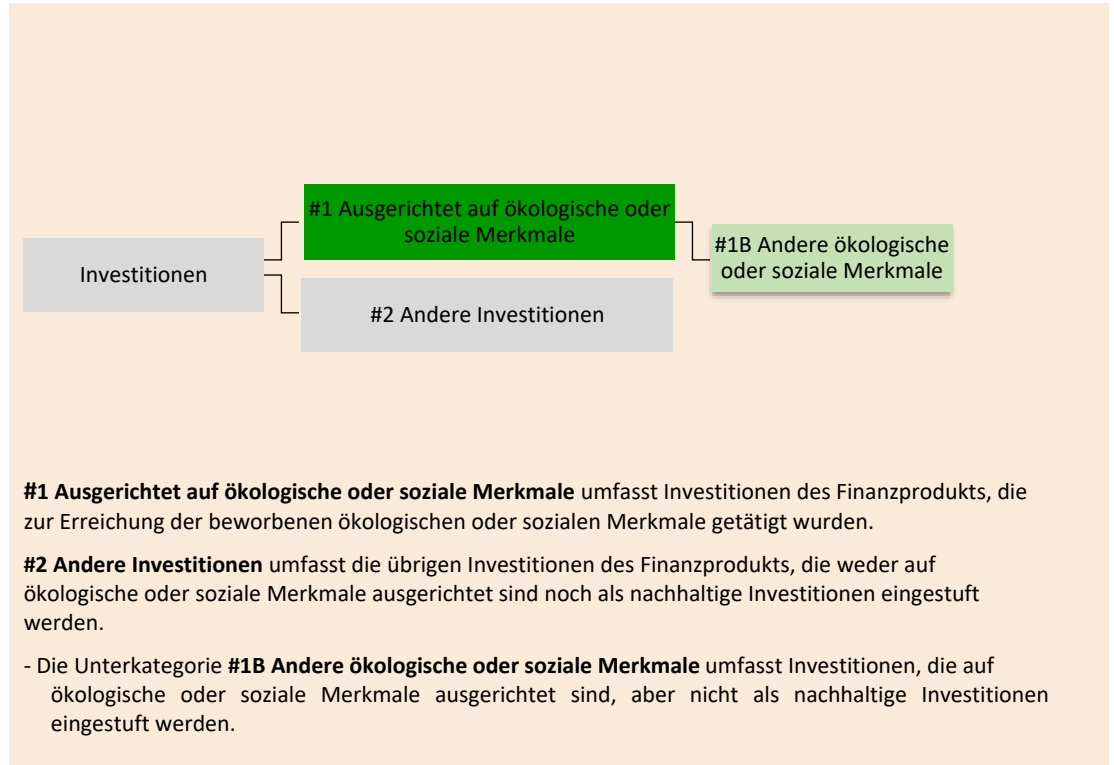 #1 Ausgerichtet auf ökologische oder
soziale Merkmale
#1B Andere ökologische
oder soziale Merkmale
Investitionen
#2 Andere Investitionen
#1 Ausgerichtet auf ökologische oder soziale Merkmale umfasst Investitionen des Finanzprodukts, die
zur Erreichung der beworbenen ökologischen oder sozialen Merkmale getätigt wurden.
#2 Andere Investitionen umfasst die übrigen Investitionen des Finanzprodukts, die weder auf
ökologische oder soziale Merkmale ausgerichtet sind noch als nachhaltige Investitionen eingestuft
werden.
- Die Unterkategorie #1B Andere ökologische oder soziale Merkmale umfasst Investitionen, die auf
ökologische oder soziale Merkmale ausgerichtet sind, aber nicht als nachhaltige Investitionen
eingestuft werden.